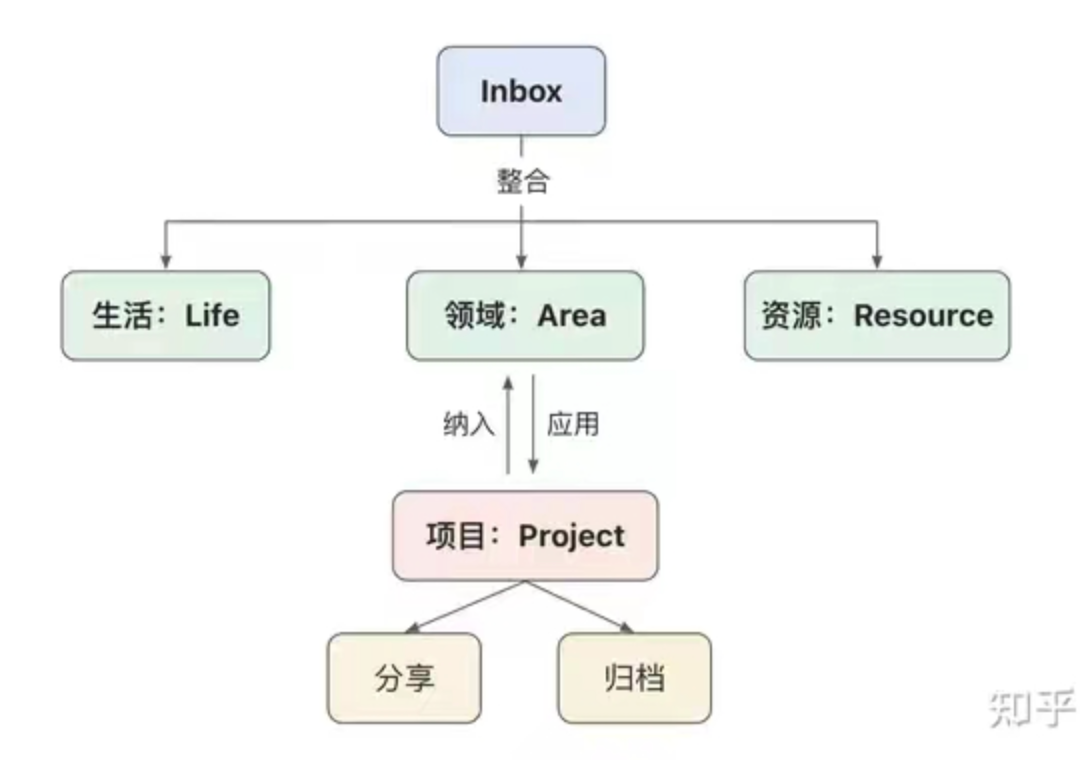 Inbox
整合
生活：Life
领域：Area
资源：Resource
纳入
应用
项目：Project
分享
归档
知乎